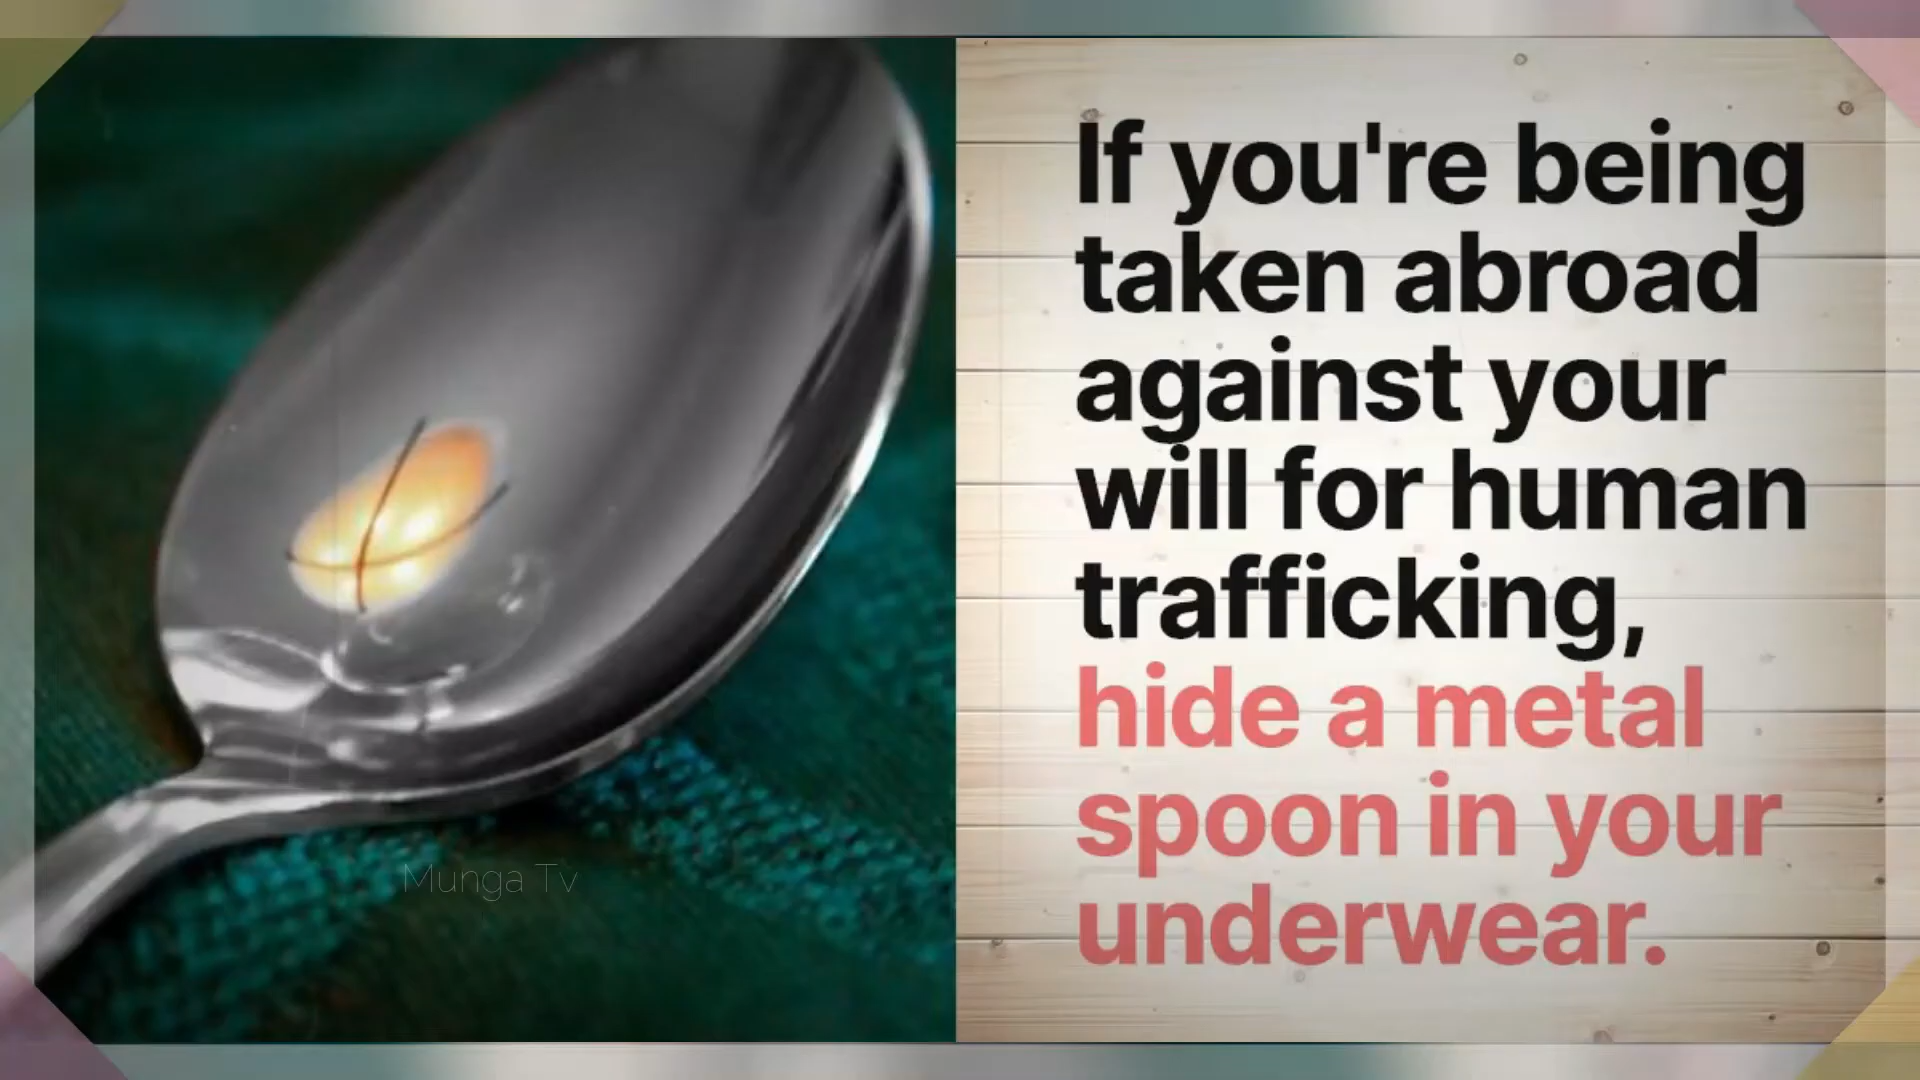 If you're being
taken abroad
against your
will for human
trafficking,
hide a metal
spoon in your
underwear.
Munga Tv